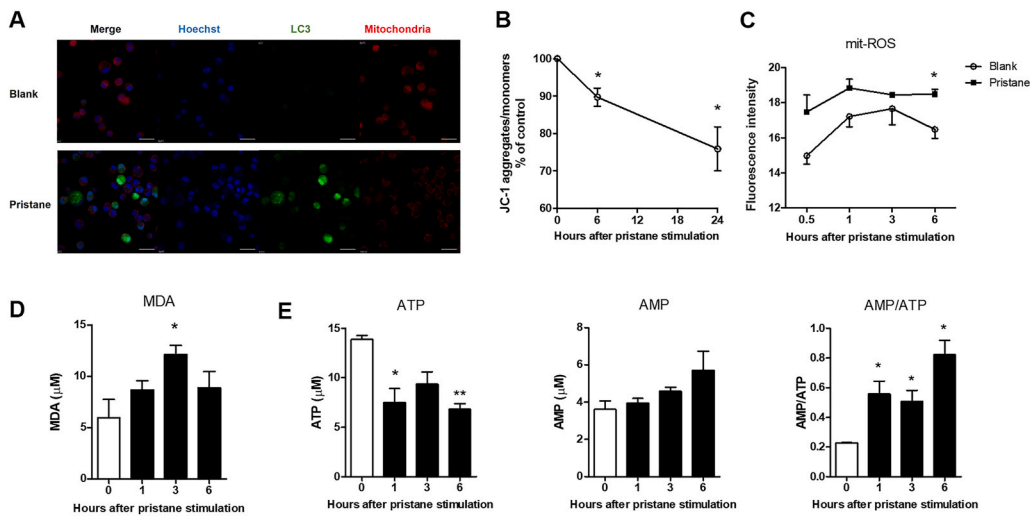 A
Merge Hoechst LC3 Mitochondria
Blank
Pristane
B
JC-1 aggregates/monomers
% of control
100
90
80
70
60
0 6 12 18 24
Hours after pristane stimulation
*
*
C
mit-ROS
Blank
Pristane
Fluorescence intensity
20
18
16
14
12
0.5 1 3 6
Hours after pristane stimulation
*
D
MDA
MDA (μM)
15
10
5
0
0 1 3 6
Hours after pristane stimulation
*
E
ATP
ATP (μM)
15
10
5
0
0 1 3 6
Hours after pristane stimulation
*
**
AMP
AMP (μM)
8
6
4
2
0
0 1 3 6
Hours after pristane stimulation
AMP/ATP
AMP/ATP
1.0
0.8
0.6
0.4
0.2
0.0
0 1 3 6
Hours after pristane stimulation
*
*
*